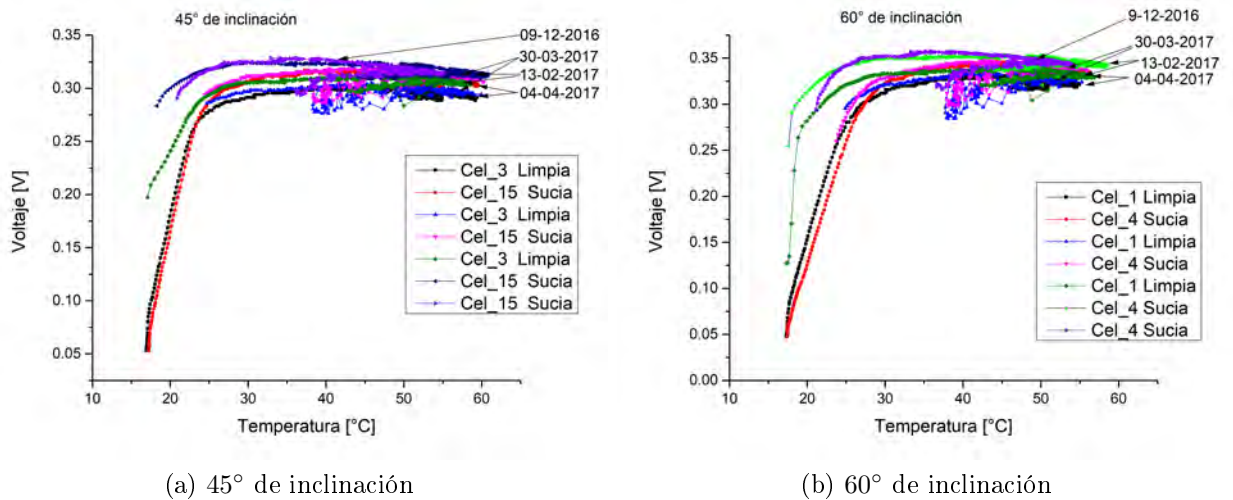 45° de inclinación
09-12-2016
30-03-2017
13-02-2017
04-04-2017
0.35
0.30
0.25
0.20
0.15
0.10
0.05
Voltaje [V]
Cel_3 Limpia
Cel_15 Sucia
Cel_3 Limpia
Cel_15 Sucia
Cel_3 Limpia
Cel_15 Sucia
Cel_15 Sucia
10 20 30 40 50 60
Temperatura [°C]
(a) 45° de inclinación
60° de inclinación
9-12-2016
30-03-2017
13-02-2017
04-04-2017
0.40
0.35
0.30
0.25
0.20
0.15
0.10
0.05
0.00
Voltaje [V]
Cel_1 Limpia
Cel_4 Sucia
Cel_1 Limpia
Cel_4 Sucia
Cel_1 Limpia
Cel_4 Sucia
Cel_4 Sucia
10 20 30 40 50 60
Temperatura [°C]
(b) 60° de inclinación